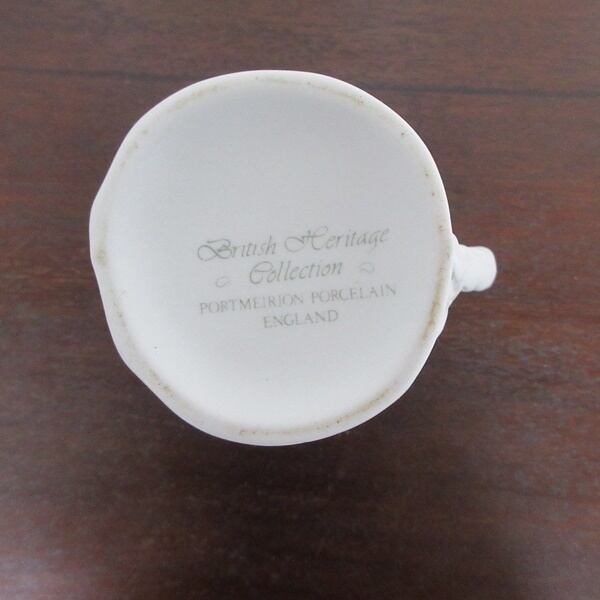 British Heritage
Collection
PORTMEIRION PORCELAIN
ENGLAND